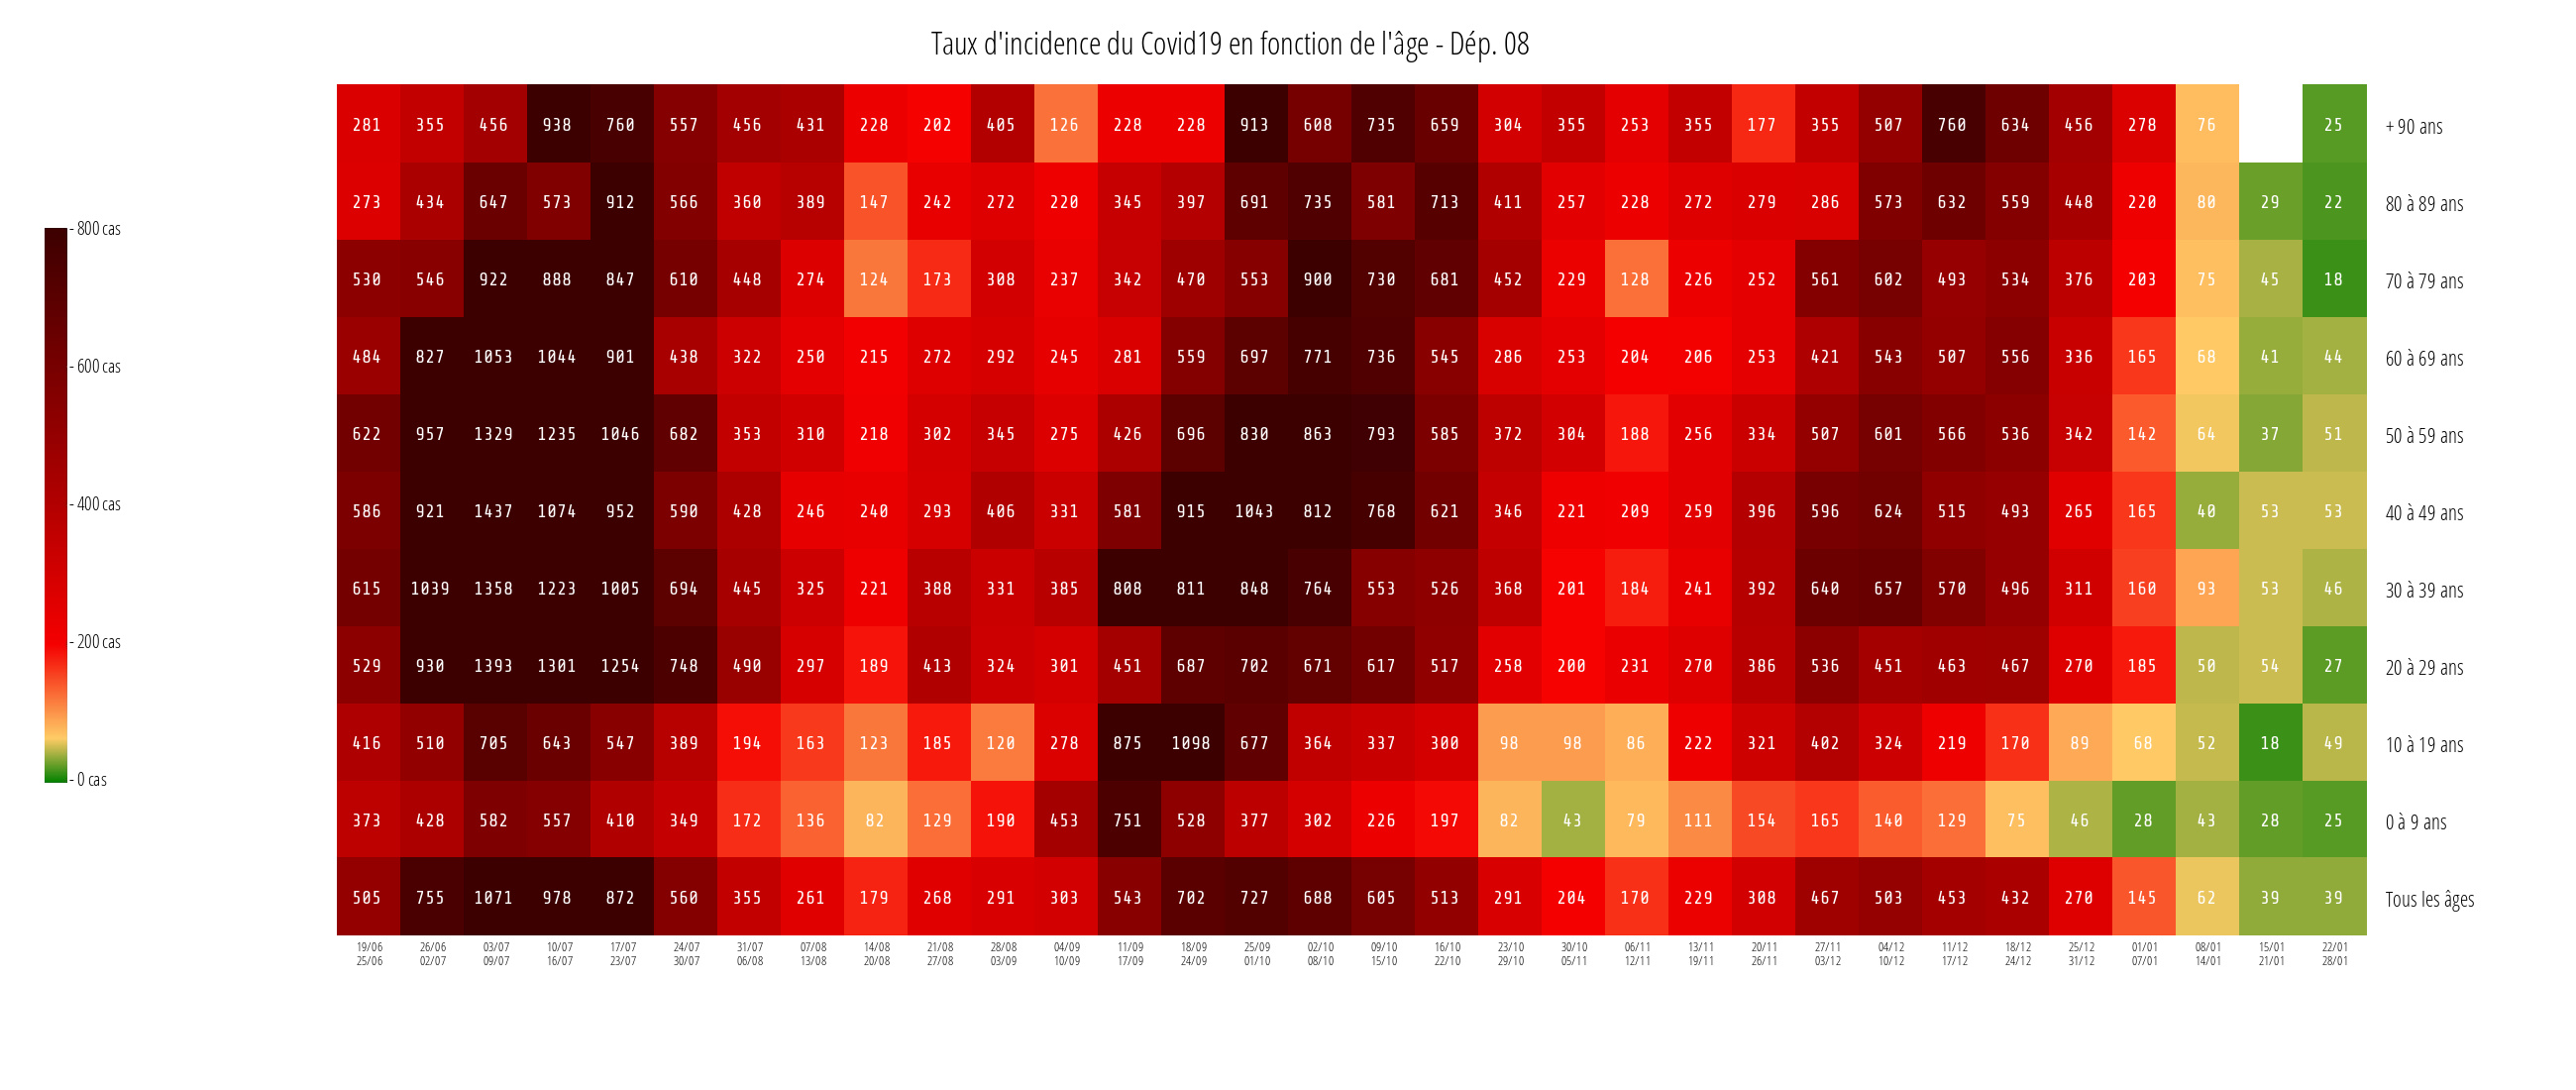 Taux d'incidence du Covid19 en fonction de l'âge - Dép. 08
281 355 456 938 760 557 456 431 228 202 405 126 228 228 913 608 735 659 304 355 253 355 177 355 507 760 634 456 278 76 25 + 90 ans
273 434 647 573 912 566 360 389 147 242 272 220 345 397 691 735 581 713 411 257 228 272 279 286 573 632 559 448 220 80 29 22 80 à 89 ans
530 546 922 888 847 610 448 274 124 173 308 237 342 470 553 900 730 681 452 229 128 226 252 561 602 493 534 376 203 75 45 18 70 à 79 ans
484 827 1053 1044 901 438 322 250 215 272 292 245 281 559 697 771 736 545 286 253 204 206 253 421 543 507 556 336 165 68 41 44 60 à 69 ans
622 957 1329 1235 1046 682 353 310 218 302 345 275 426 696 830 863 793 585 372 304 188 256 334 507 601 566 536 342 142 64 37 51 50 à 59 ans
586 921 1437 1074 952 590 428 246 240 293 406 331 581 915 1043 812 768 621 346 221 209 259 396 596 624 515 493 265 165 40 53 53 40 à 49 ans
615 1039 1358 1223 1005 694 445 325 221 388 331 385 808 811 848 764 553 526 368 201 184 241 392 640 657 570 496 311 160 93 53 46 30 à 39 ans
529 930 1393 1301 1254 748 490 297 189 413 324 301 451 687 702 671 617 517 258 200 231 270 386 536 451 463 467 270 185 50 54 27 20 à 29 ans
416 510 705 643 547 389 194 163 123 185 120 278 875 1098 677 364 337 300 98 98 86 222 321 402 324 219 170 89 68 52 18 49 10 à 19 ans
373 428 582 557 410 349 172 136 82 129 190 453 751 528 377 302 226 197 82 43 79 111 154 165 140 129 75 46 28 43 28 25 0 à 9 ans
505 755 1071 978 872 560 355 261 179 268 291 303 543 702 727 688 605 513 291 204 170 229 308 467 503 453 432 270 145 62 39 39 Tous les âges
19/06 26/06 03/07 10/07 17/07 24/07 31/07 07/08 14/08 21/08 28/08 04/09 11/09 18/09 25/09 02/10 09/10 16/10 23/10 30/10 06/11 13/11 20/11 27/11 04/12 11/12 18/12 25/12 01/01 08/01 15/01 22/01
25/06 02/07 09/07 16/07 23/07 30/07 06/08 13/08 20/08 27/08 03/09 10/09 17/09 24/09 01/10 08/10 15/10 22/10 29/10 05/11 12/11 19/11 26/11 03/12 10/12 17/12 24/12 31/12 07/01 14/01 21/01 28/01
- 800 cas
- 600 cas
- 400 cas
- 200 cas
- 0 cas